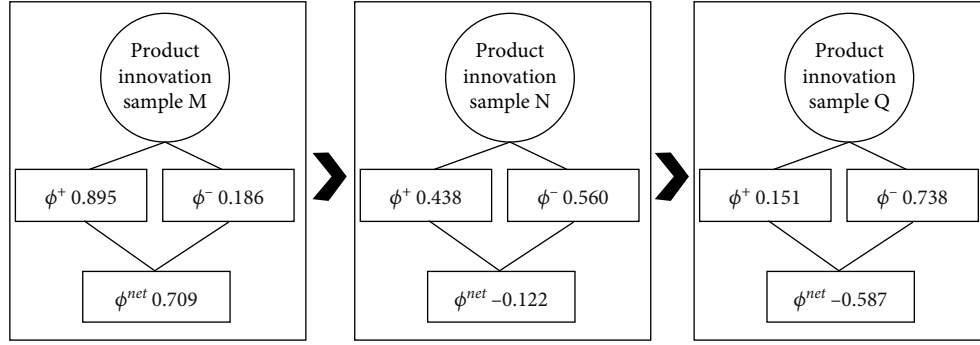 Product
innovation
sample M
ϕ⁺ 0.895
ϕ⁻ 0.186
ϕⁿᵉᵗ 0.709
Product
innovation
sample N
ϕ⁺ 0.438
ϕ⁻ 0.560
ϕⁿᵉᵗ –0.122
Product
innovation
sample Q
ϕ⁺ 0.151
ϕ⁻ 0.738
ϕⁿᵉᵗ –0.587